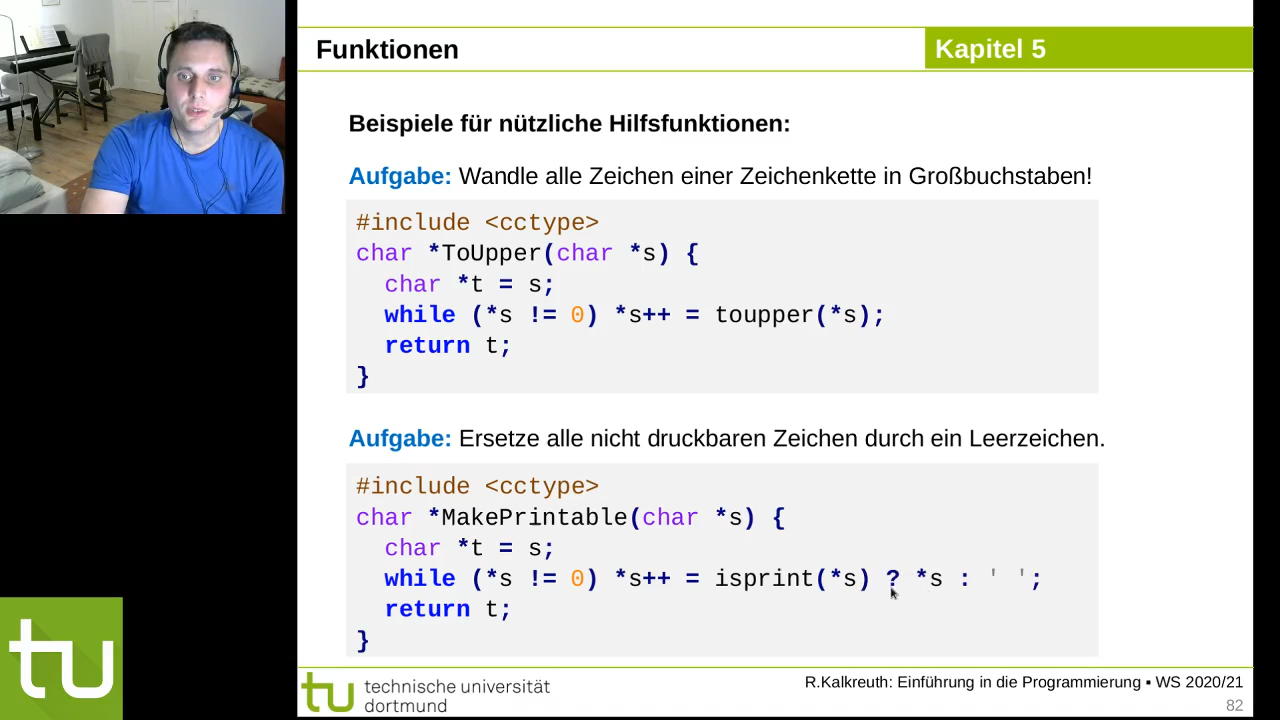 Funktionen
Kapitel 5
Beispiele für nützliche Hilfsfunktionen:
Aufgabe: Wandle alle Zeichen einer Zeichenkette in Großbuchstaben!
#include <cctype>
char *ToUpper(char *s) {
  char *t = s;
  while (*s != 0) *s++ = toupper(*s);
  return t;
}
Aufgabe: Ersetze alle nicht druckbaren Zeichen durch ein Leerzeichen.
#include <cctype>
char *MakePrintable(char *s) {
  char *t = s;
  while (*s != 0) *s++ = isprint(*s) ? *s : ' ';
  return t;
}
tu
tu technische universität
dortmund
R.Kalkreuth: Einführung in die Programmierung ▪ WS 2020/21
82